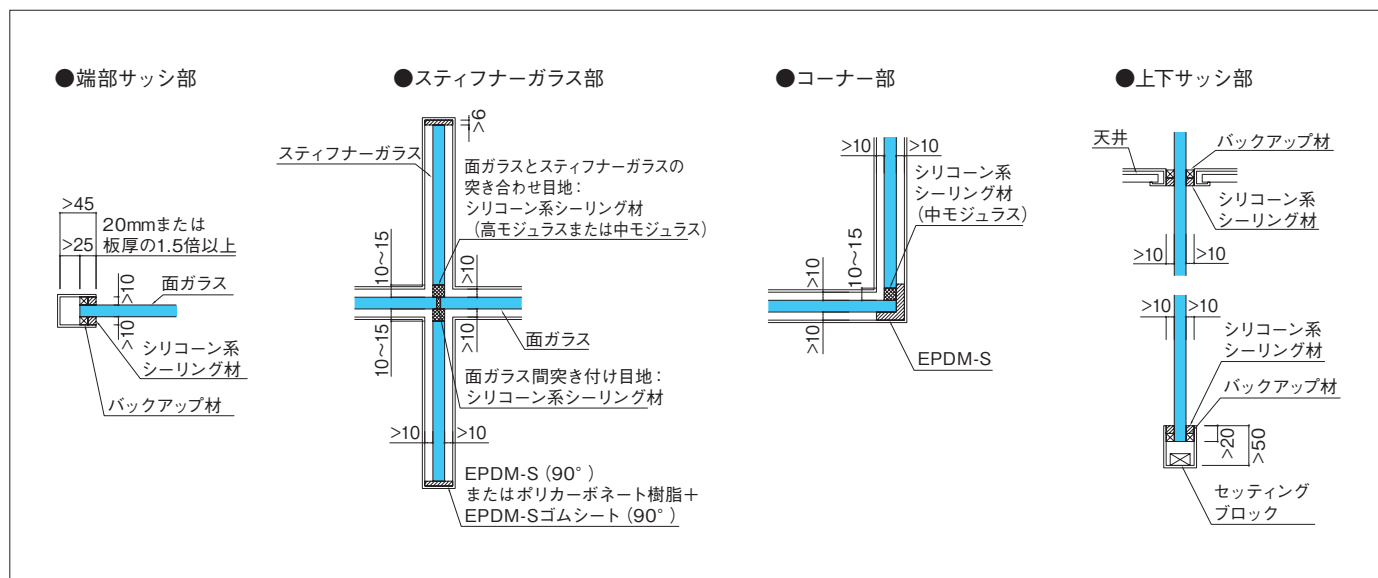 ●端部サッシ部
>45
20mmまたは
板厚の1.5倍以上
>25
>10
面ガラス
>10
シリコーン系
シーリング材
バックアップ材
●スティフナーガラス部
>6
スティフナーガラス
面ガラスとスティフナーガラスの
突き合わせ目地：
シリコーン系シーリング材
（高モジュラスまたは中モジュラス）
10〜15
>10
10〜15
>10
面ガラス
面ガラス間突き付け目地：
シリコーン系シーリング材
>10
>10
EPDM-S（90°）
またはポリカーボネート樹脂＋
EPDM-Sゴムシート（90°）
●コーナー部
>10
>10
シリコーン系
シーリング材
（中モジュラス）
10〜15
>10
>10
EPDM-S
●上下サッシ部
天井
バックアップ材
シリコーン系
シーリング材
>10
>10
>10
>10
シリコーン系
シーリング材
バックアップ材
>20
>50
セッティング
ブロック